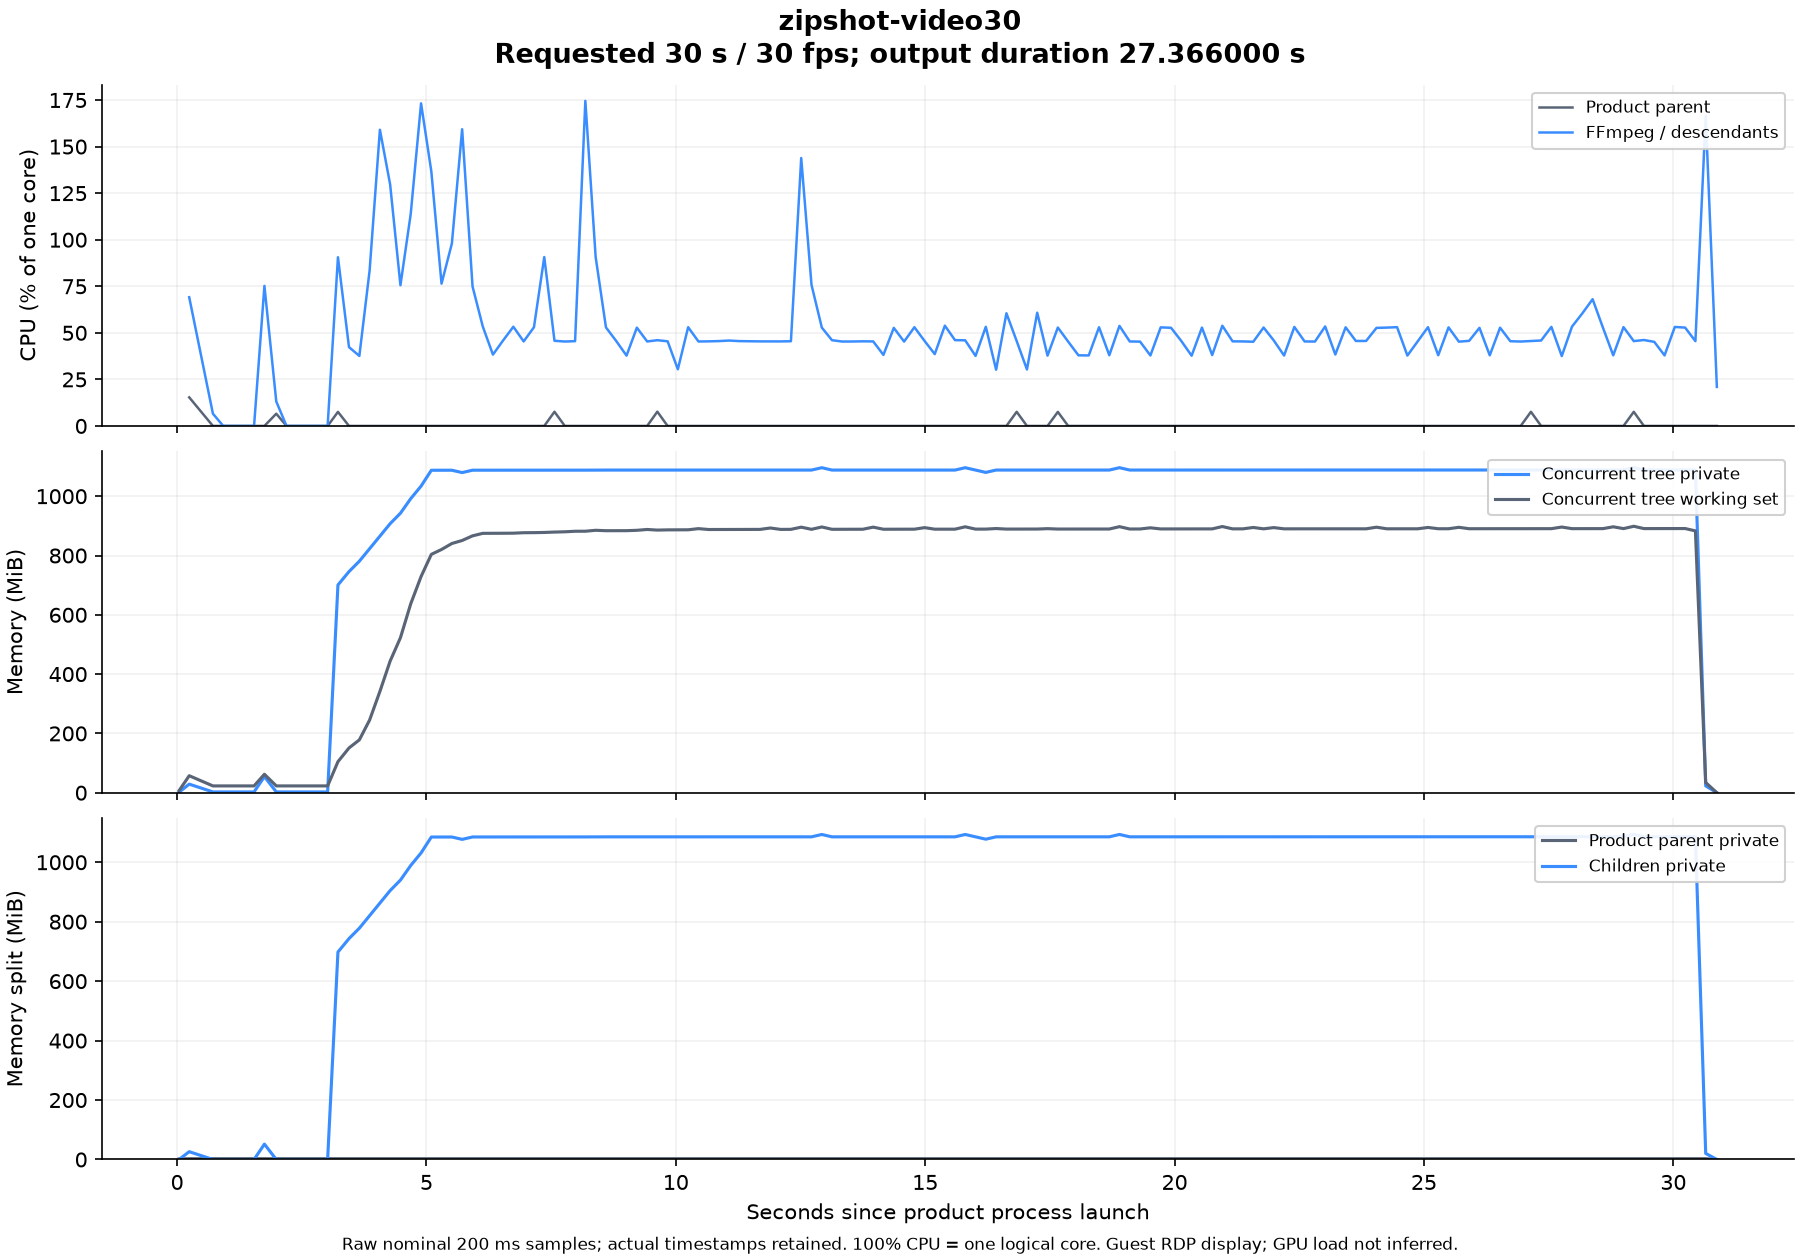 zipshot-video30
Requested 30 s / 30 fps; output duration 27.366000 s
CPU (% of one core)
175
150
125
100
75
50
25
0
Product parent
FFmpeg / descendants
Memory (MiB)
1000
800
600
400
200
0
Concurrent tree private
Concurrent tree working set
Memory split (MiB)
1000
800
600
400
200
0
Product parent private
Children private
0 5 10 15 20 25 30
Seconds since product process launch
Raw nominal 200 ms samples; actual timestamps retained. 100% CPU = one logical core. Guest RDP display; GPU load not inferred.